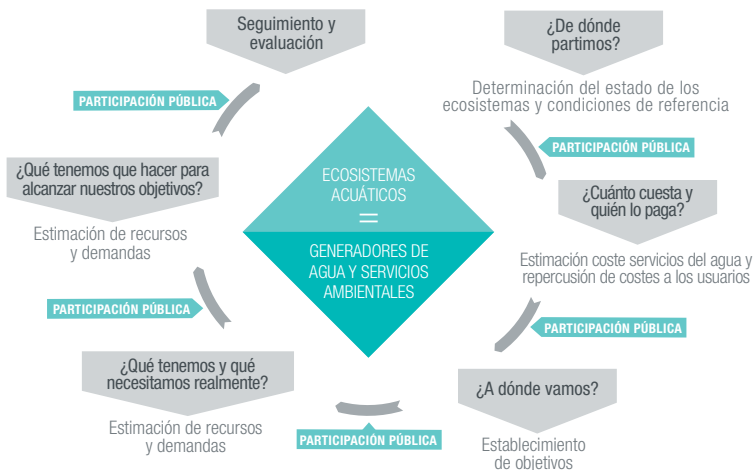 Seguimiento y
evaluación
¿De dónde
partimos?
Determinación del estado de los
ecosistemas y condiciones de referencia
PARTICIPACIÓN PÚBLICA
PARTICIPACIÓN PÚBLICA
¿Qué tenemos que hacer para
alcanzar nuestros objetivos?
Estimación de recursos
y demandas
ECOSISTEMAS
ACUÁTICOS
=
GENERADORES DE
AGUA Y SERVICIOS
AMBIENTALES
¿Cuánto cuesta y
quién lo paga?
Estimación coste servicios del agua y
repercusión de costes a los usuarios
PARTICIPACIÓN PÚBLICA
PARTICIPACIÓN PÚBLICA
¿Qué tenemos y qué
necesitamos realmente?
Estimación de recursos
y demandas
PARTICIPACIÓN PÚBLICA
¿A dónde vamos?
Establecimiento
de objetivos